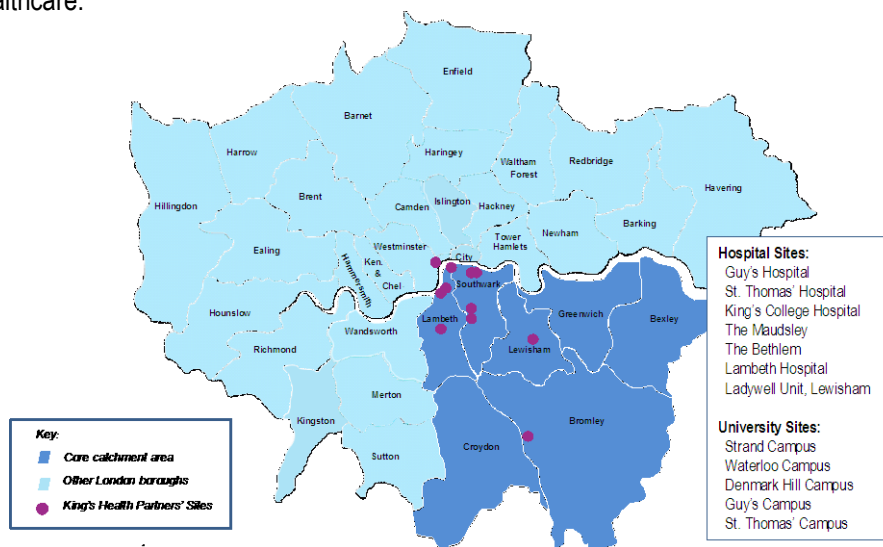 althcare.
Enfield
Barnet
Harrow
Haringey
Waltham
Forest
Redbridge
Havering
Hillingdon
Brent
Camden
Islington
Hackney
Barking
Newham
Tower
Hamlets
Ealing
Westminster
City
Hammersmith
Ken.
&
Chel
Southwark
Hounslow
Wandsworth
Lambeth
Greenwich
Bexley
Richmond
Lewisham
Merton
Kingston
Sutton
Croydon
Bromley
Key:
Core catchment area
Other London boroughs
King's Health Partners' Sites
Hospital Sites:
Guy's Hospital
St. Thomas' Hospital
King's College Hospital
The Maudsley
The Bethlem
Lambeth Hospital
Ladywell Unit, Lewisham
University Sites:
Strand Campus
Waterloo Campus
Denmark Hill Campus
Guy's Campus
St. Thomas' Campus